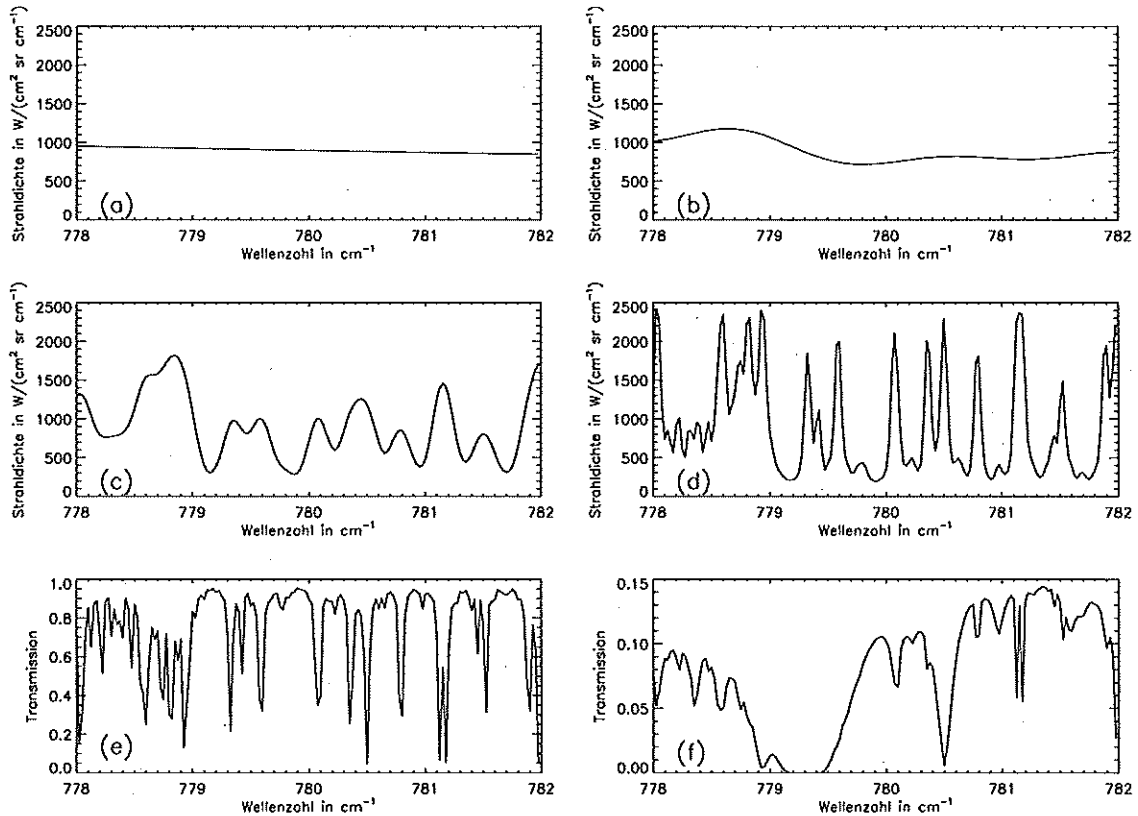 2500
2000
1500
1000
500
0
Strahldichte in W/(cm² sr cm⁻¹)
(a)
778 779 780 781 782
Wellenzahl in cm⁻¹
2500
2000
1500
1000
500
0
Strahldichte in W/(cm² sr cm⁻¹)
(b)
778 779 780 781 782
Wellenzahl in cm⁻¹
2500
2000
1500
1000
500
0
Strahldichte in W/(cm² sr cm⁻¹)
(c)
778 779 780 781 782
Wellenzahl in cm⁻¹
2500
2000
1500
1000
500
0
Strahldichte in W/(cm² sr cm⁻¹)
(d)
778 779 780 781 782
Wellenzahl in cm⁻¹
1.0
0.8
0.6
0.4
0.2
0.0
Transmission
(e)
778 779 780 781 782
Wellenzahl in cm⁻¹
0.15
0.10
0.05
0.00
Transmission
(f)
778 779 780 781 782
Wellenzahl in cm⁻¹